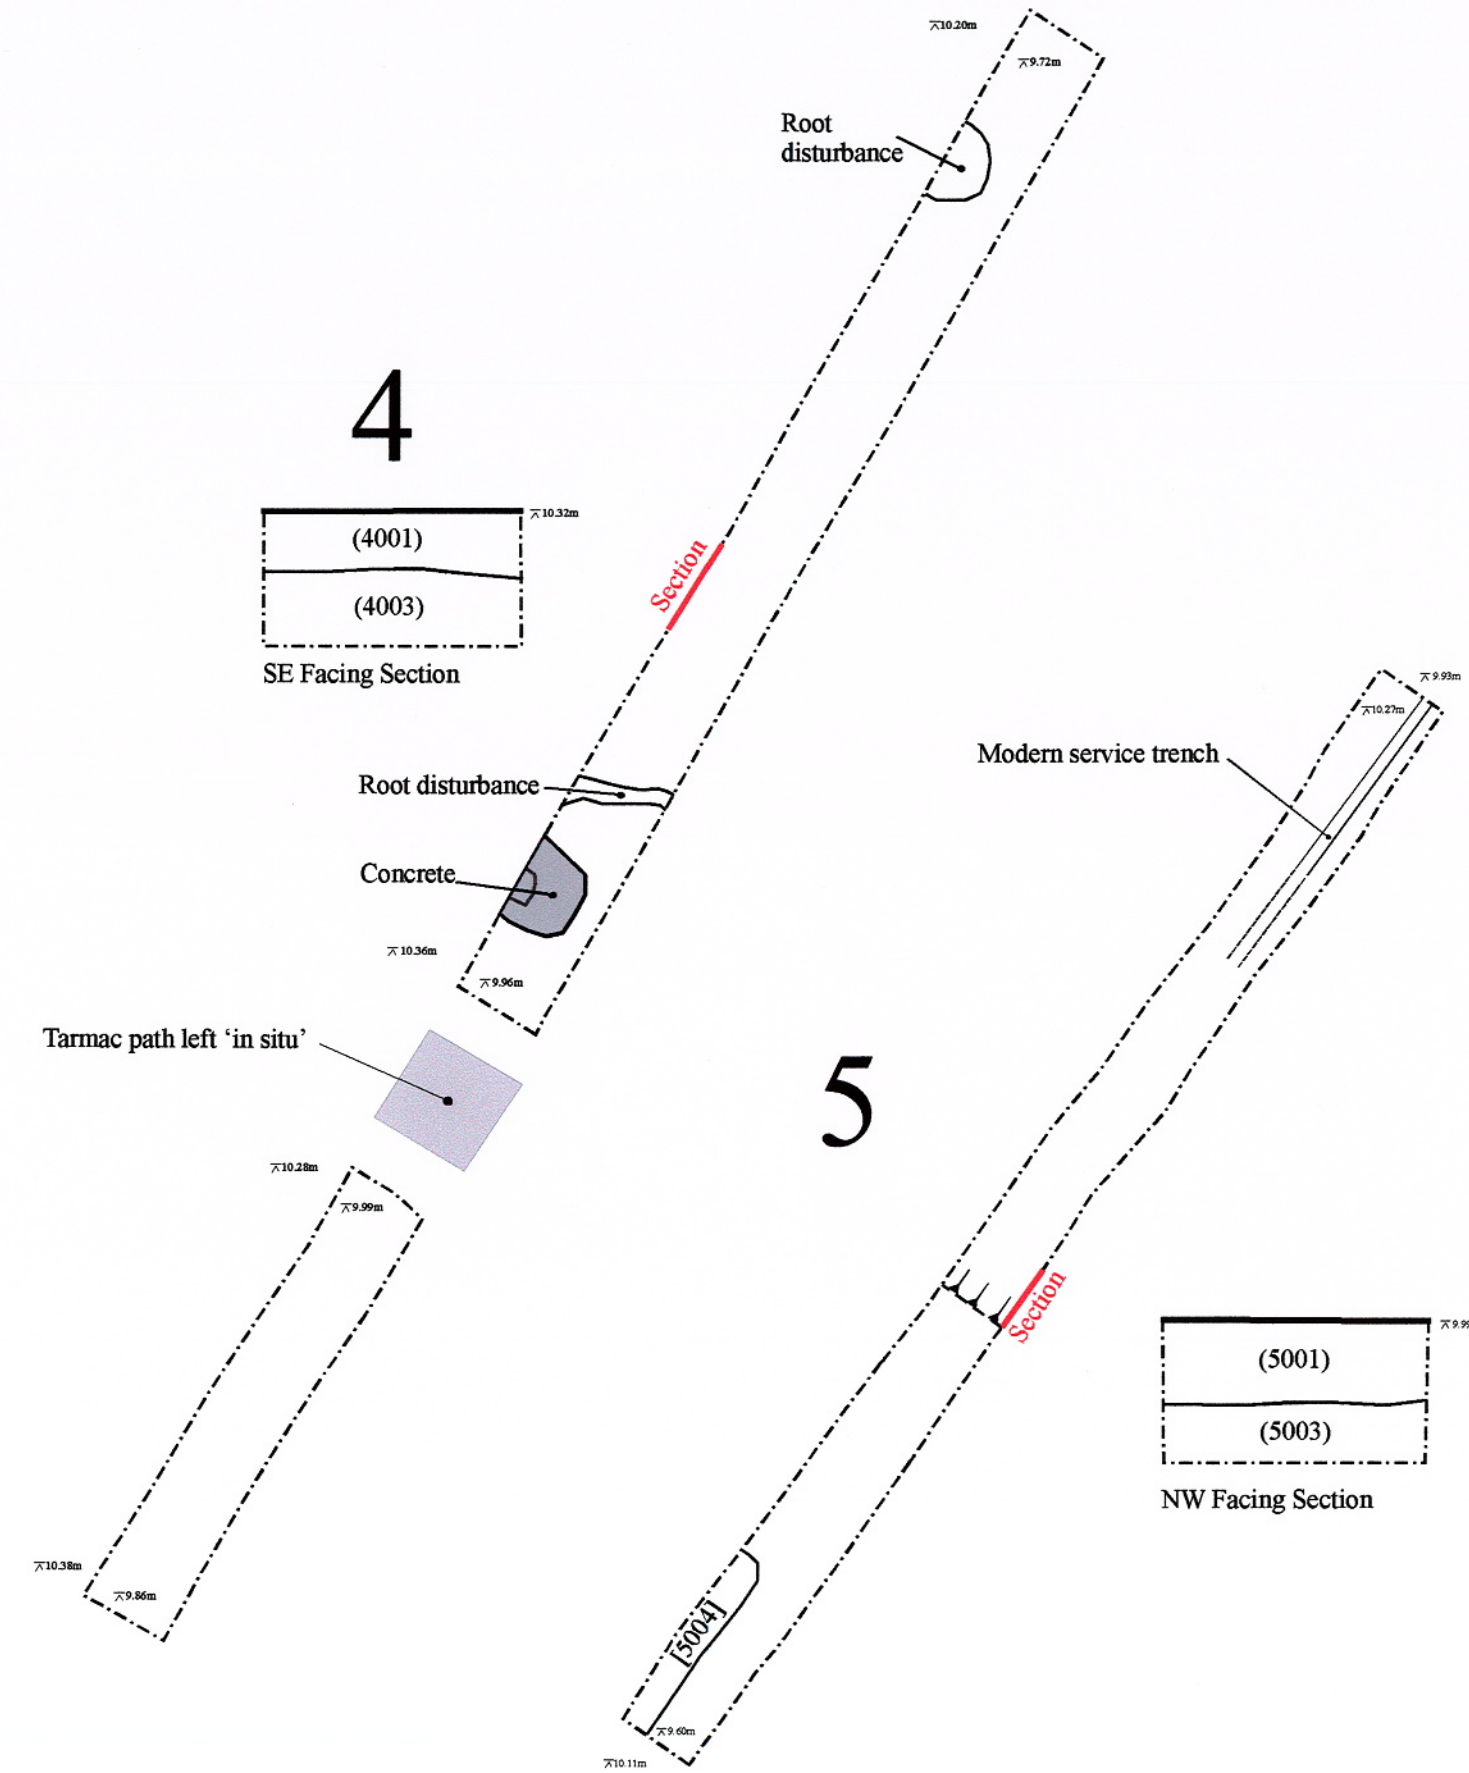 ⊼10.20m
⊼9.72m
Root
disturbance
4
⊼10.32m
(4001)
(4003)
SE Facing Section
Section
Root disturbance
Concrete
⊼10.36m
⊼9.96m
Tarmac path left ‘in situ’
⊼10.28m
⊼9.99m
⊼10.38m
⊼9.86m
⊼9.93m
⊼10.27m
Modern service trench
5
Section
⊼9.99
(5001)
(5003)
NW Facing Section
[5004]
⊼9.60m
⊼10.11m